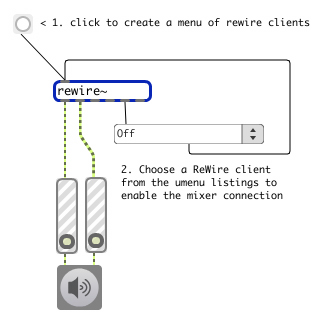 < 1. click to create a menu of rewire clients
rewire~
Off
2. Choose a ReWire client
from the umenu listings to
enable the mixer connection